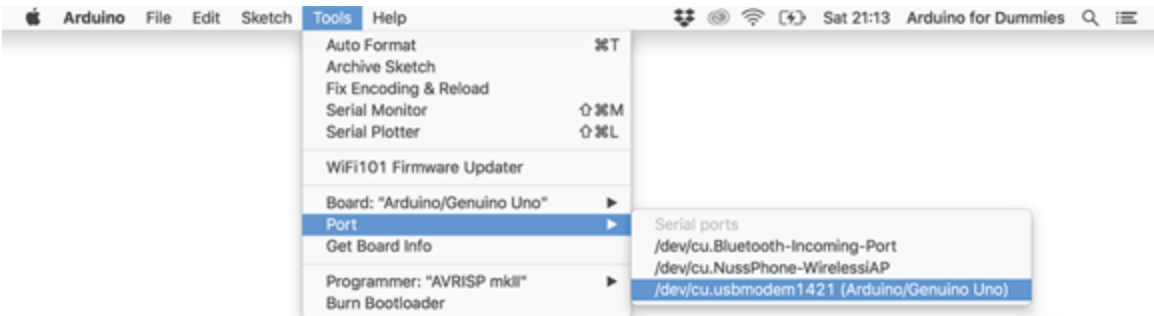 Arduino File Edit Sketch Tools Help Sat 21:13 Arduino for Dummies
Auto Format ⌘T
Archive Sketch
Fix Encoding & Reload
Serial Monitor ⇧⌘M
Serial Plotter ⇧⌘L
WiFi101 Firmware Updater
Board: "Arduino/Genuino Uno"
Port
Get Board Info
Programmer: "AVRISP mkII"
Burn Bootloader
Serial ports
/dev/cu.Bluetooth-Incoming-Port
/dev/cu.NussPhone-WirelessiAP
/dev/cu.usbmodem1421 (Arduino/Genuino Uno)